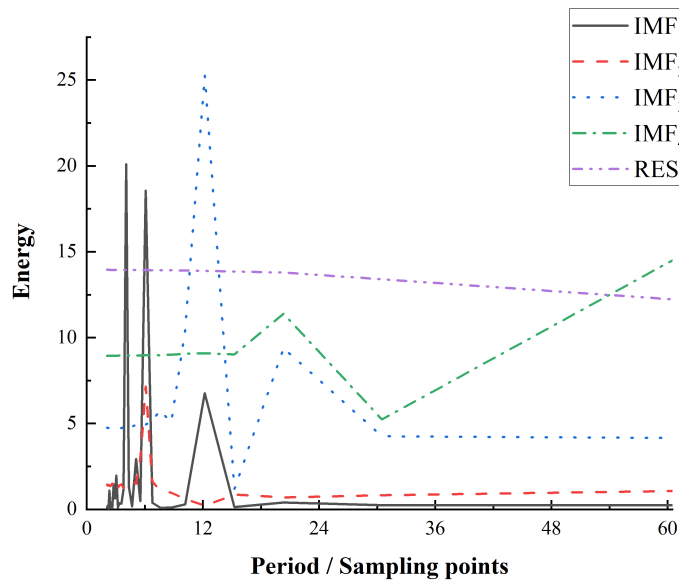 IMF
IMF
IMF
IMF
RES
25
20
15
10
5
0
0 12 24 36 48 60
Energy
Period / Sampling points